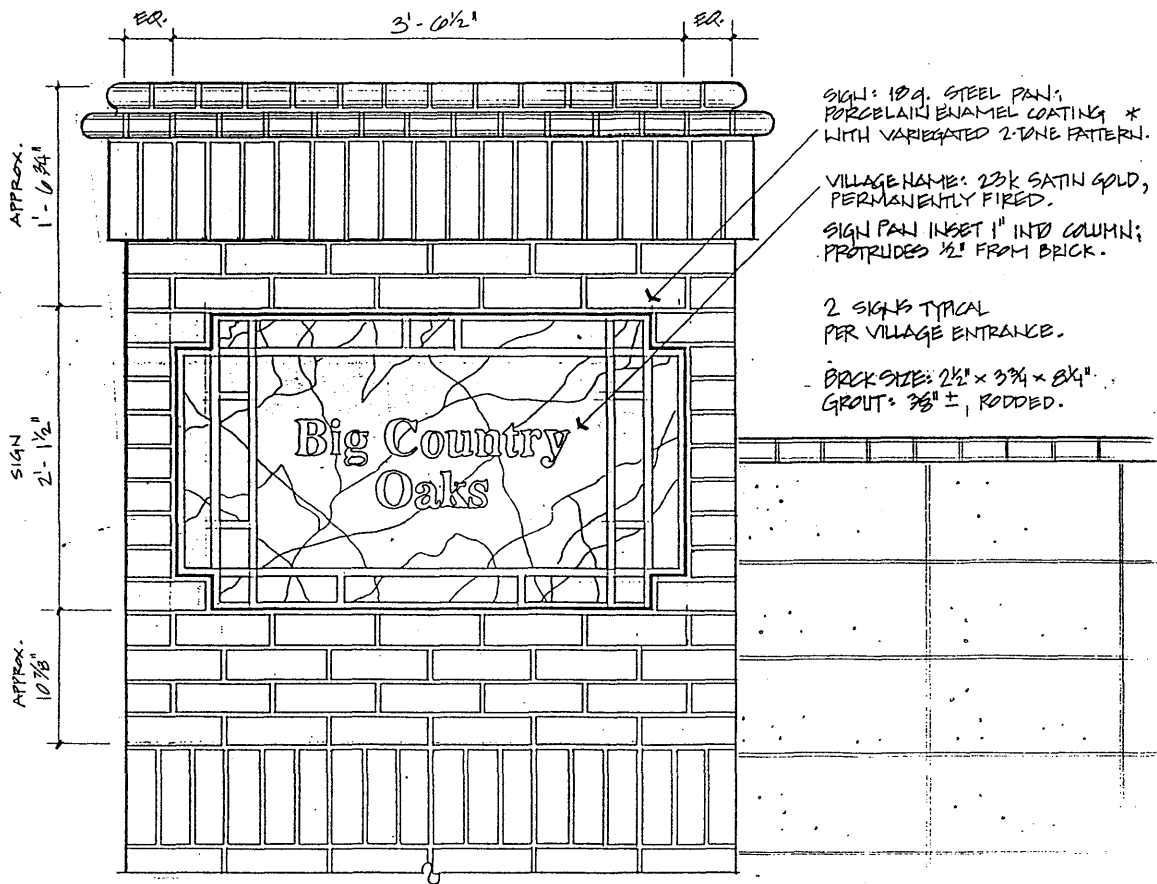 EQ.
3'-6½"
EQ.
APPROX.
1'-6¾"
SIGN
2'-1½"
APPROX.
10⅞"
SIGN: 18 g. STEEL PAN;
PORCELAIN ENAMEL COATING *
WITH VARIEGATED 2-TONE PATTERN.
VILLAGE NAME: 23K SATIN GOLD,
PERMANENTLY FIRED.
SIGN PAN INSET 1" INTO COLUMN;
PROTRUDES ½" FROM BRICK.
2 SIGNS TYPICAL
PER VILLAGE ENTRANCE.
BRICK SIZE: 2½" × 3¾ × 8¼".
GROUT: ⅜" ±, RODDED.
Big Country
Oaks